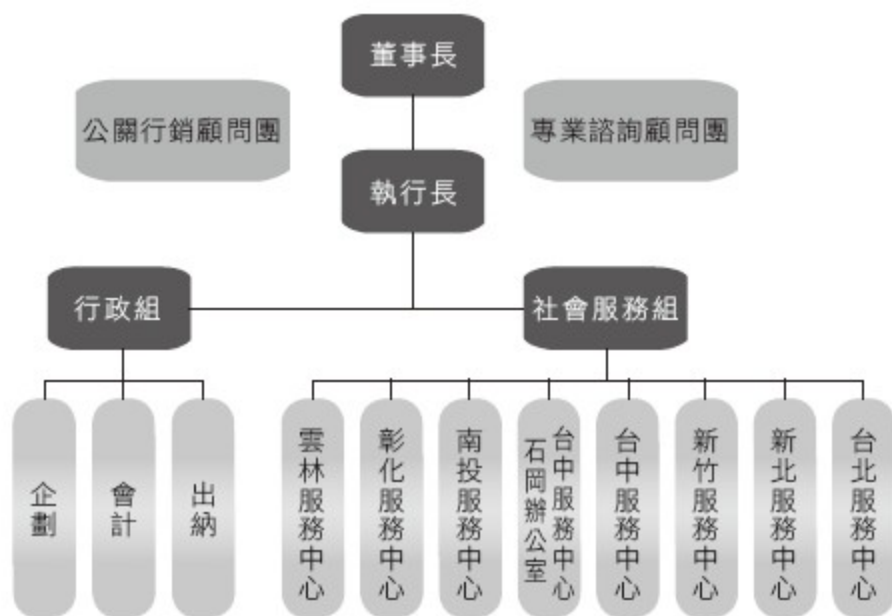 董事長
公關行銷顧問團
專業諮詢顧問團
執行長
行政組
社會服務組
企劃
會計
出納
雲林服務中心
彰化服務中心
南投服務中心
台中服務中心
石岡辦公室
台中服務中心
新竹服務中心
新北服務中心
台北服務中心